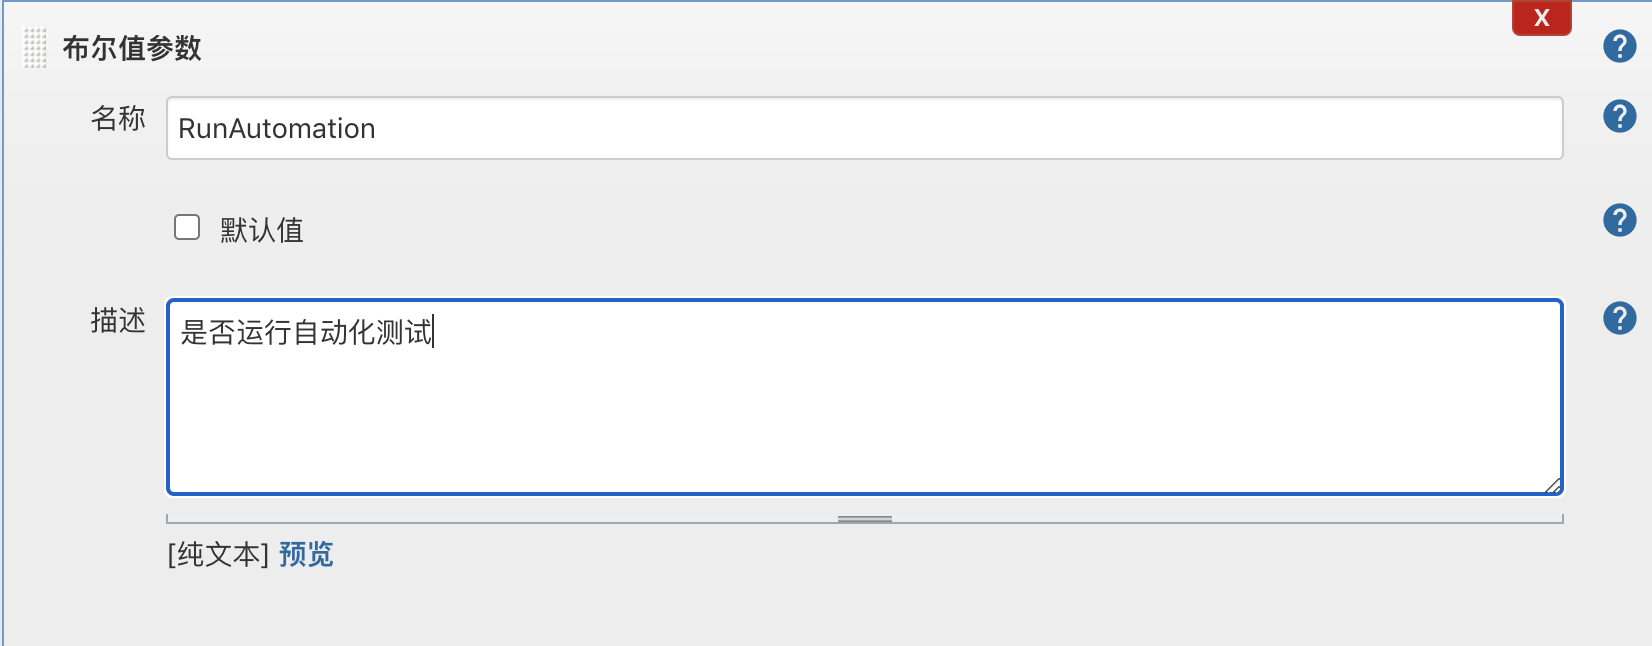 X
布尔值参数
?
名称
RunAutomation
?
默认值
?
描述
是否运行自动化测试
?
[纯文本] 预览